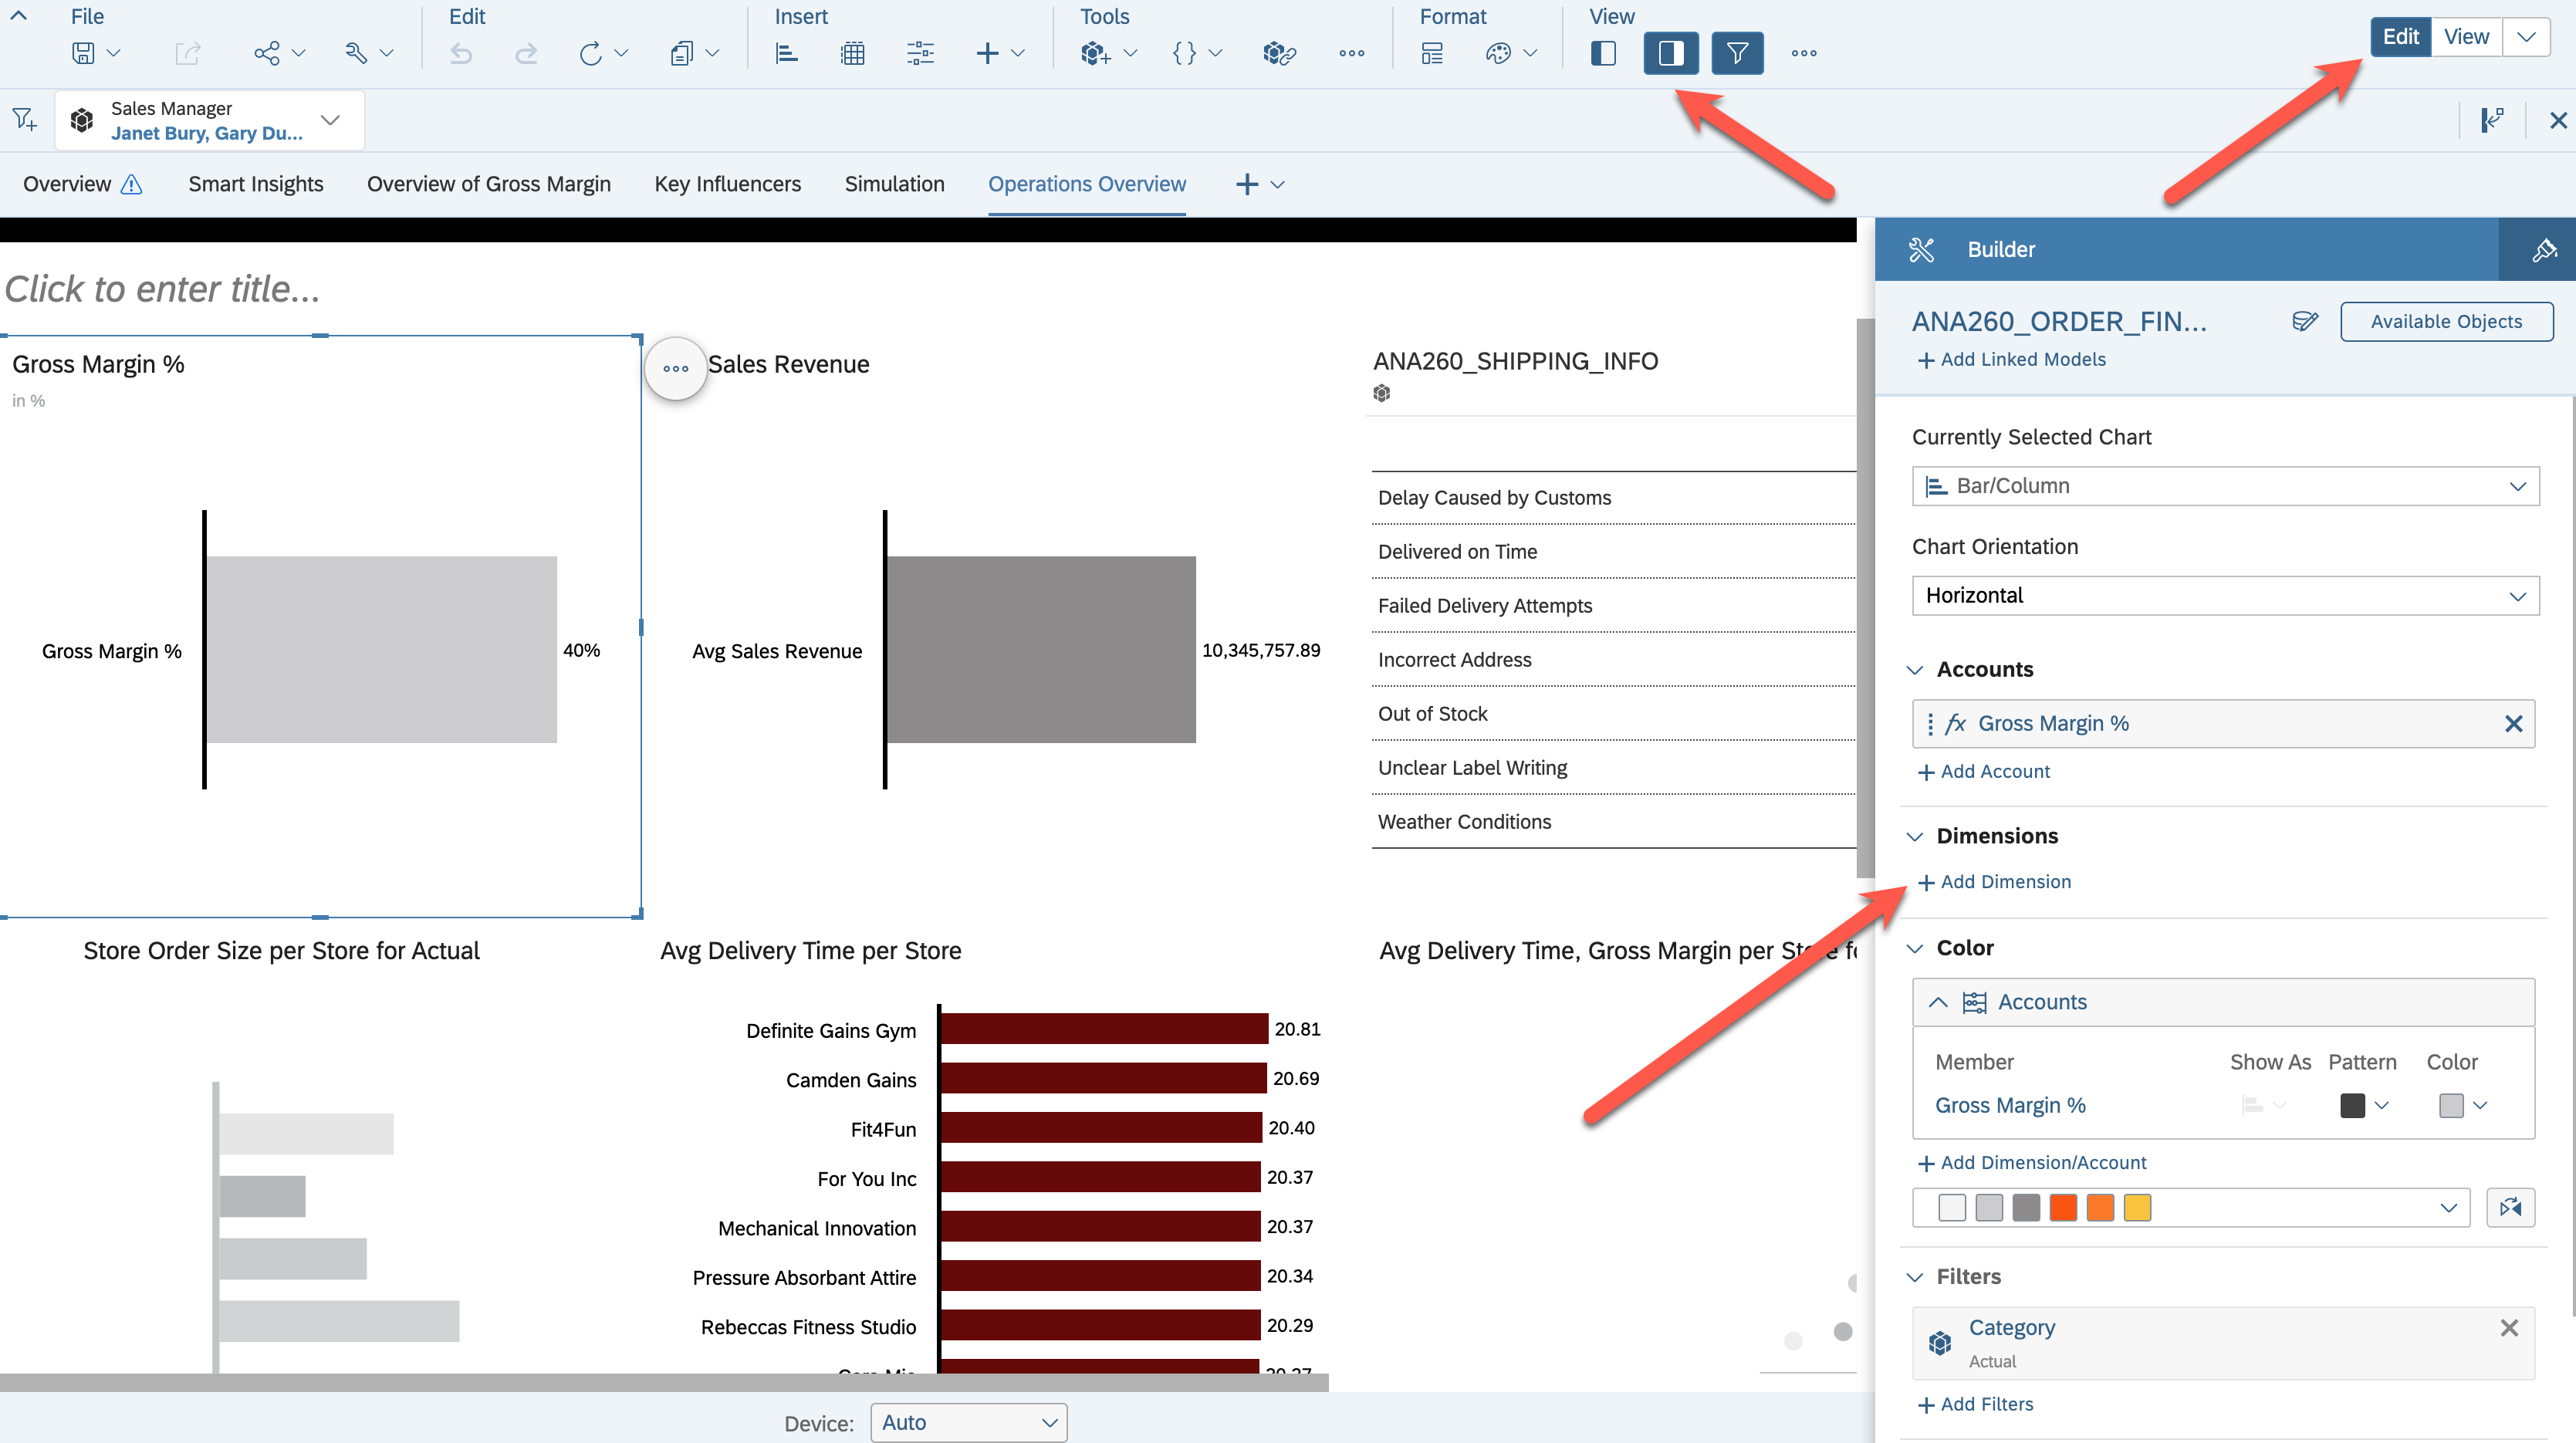 File Edit Insert Tools Format View
Edit View
Sales Manager
Janet Bury, Gary Du...
Overview Smart Insights Overview of Gross Margin Key Influencers Simulation Operations Overview
Click to enter title...
Gross Margin %
in %
Gross Margin %
40%
Sales Revenue
Avg Sales Revenue
10,345,757.89
ANA260_SHIPPING_INFO
Delay Caused by Customs
Delivered on Time
Failed Delivery Attempts
Incorrect Address
Out of Stock
Unclear Label Writing
Weather Conditions
Store Order Size per Store for Actual
Avg Delivery Time per Store
Definite Gains Gym 20.81
Camden Gains 20.69
Fit4Fun 20.40
For You Inc 20.37
Mechanical Innovation 20.37
Pressure Absorbant Attire 20.34
Rebeccas Fitness Studio 20.29
Avg Delivery Time, Gross Margin per Store
Device: Auto
Builder
ANA260_ORDER_FIN...
Available Objects
+ Add Linked Models
Currently Selected Chart
Bar/Column
Chart Orientation
Horizontal
Accounts
fx Gross Margin %
+ Add Account
Dimensions
+ Add Dimension
Color
Accounts
Member Show As Pattern Color
Gross Margin %
+ Add Dimension/Account
Filters
Category
Actual
+ Add Filters